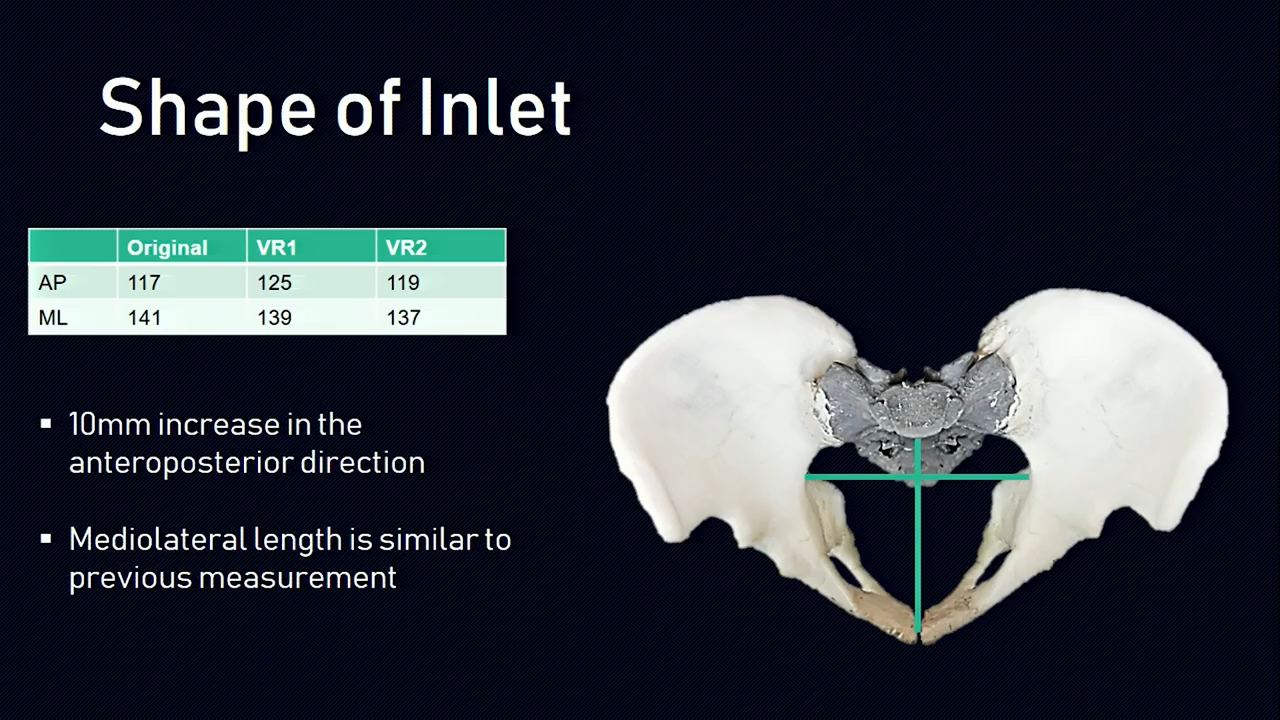 Shape of Inlet
Original VR1 VR2
AP 117 125 119
ML 141 139 137
▪ 10mm increase in the
anteroposterior direction
▪ Mediolateral length is similar to
previous measurement